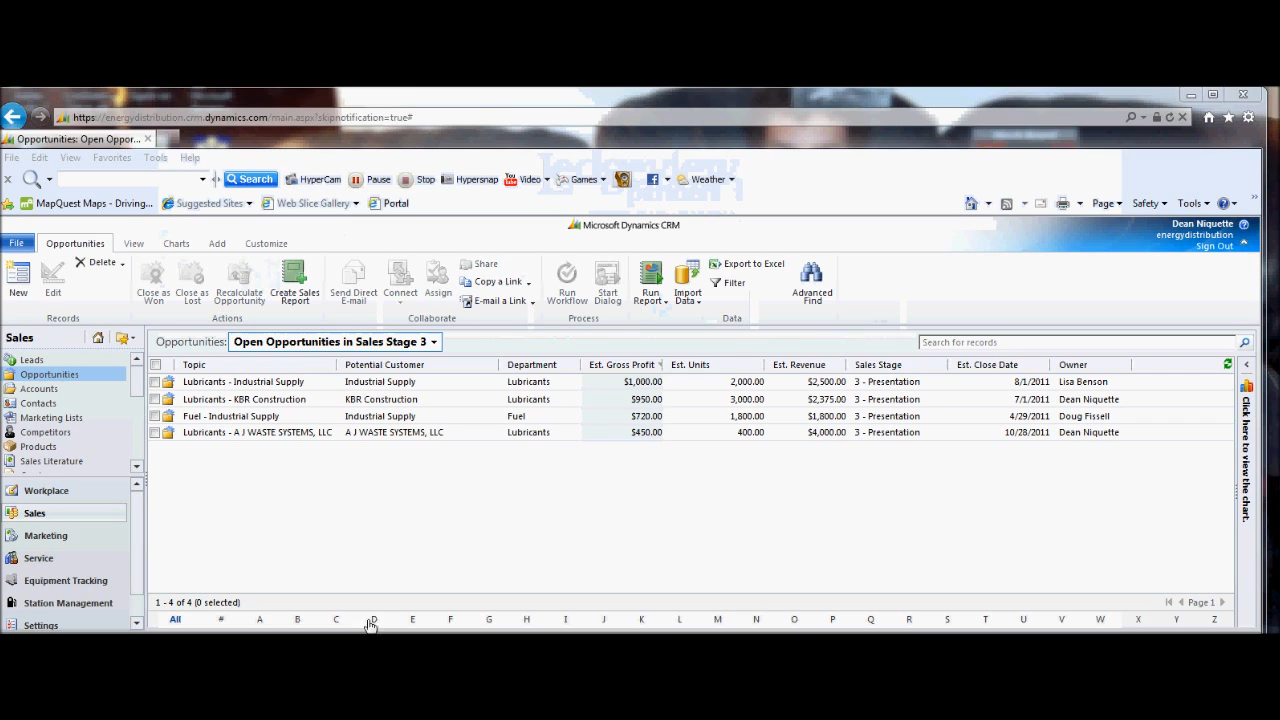 https://energydistribution.crm.dynamics.com/main.aspx?skipnotification=true#
Opportunities: Open Oppor...
File Edit View Favorites Tools Help
Search HyperCam Pause Stop Hypersnap You Tube Video Games Weather
MapQuest Maps - Driving... Suggested Sites Web Slice Gallery Portal Page Safety Tools
Microsoft Dynamics CRM
Dean Niquette
energydistribution
Sign Out
File Opportunities View Charts Add Customize
New
Edit
Delete
Records
Close as Won
Close as Lost
Recalculate Opportunity
Create Sales Report
Actions
Send Direct E-mail
Connect
Assign
Share
Copy a Link
E-mail a Link
Collaborate
Run Workflow
Start Dialog
Process
Run Report
Import Data
Export to Excel
Filter
Data
Advanced Find
Sales
Leads
Opportunities
Accounts
Contacts
Marketing Lists
Competitors
Products
Sales Literature
Workplace
Sales
Marketing
Service
Equipment Tracking
Station Management
Settings
Opportunities: Open Opportunities in Sales Stage 3
Search for records
Topic Potential Customer Department Est. Gross Profit Est. Units Est. Revenue Sales Stage Est. Close Date Owner
Lubricants - Industrial Supply Industrial Supply Lubricants $1,000.00 2,000.00 $2,500.00 3 - Presentation 8/1/2011 Lisa Benson
Lubricants - KBR Construction KBR Construction Lubricants $950.00 3,000.00 $2,375.00 3 - Presentation 7/1/2011 Dean Niquette
Fuel - Industrial Supply Industrial Supply Fuel $720.00 1,800.00 $1,800.00 3 - Presentation 4/29/2011 Doug Fissell
Lubricants - A J WASTE SYSTEMS, LLC A J WASTE SYSTEMS, LLC Lubricants $450.00 400.00 $4,000.00 3 - Presentation 10/28/2011 Dean Niquette
Click here to view the chart.
1 - 4 of 4 (0 selected)
Page 1
All # A B C D E F G H I J K L M N O P Q R S T U V W X Y Z